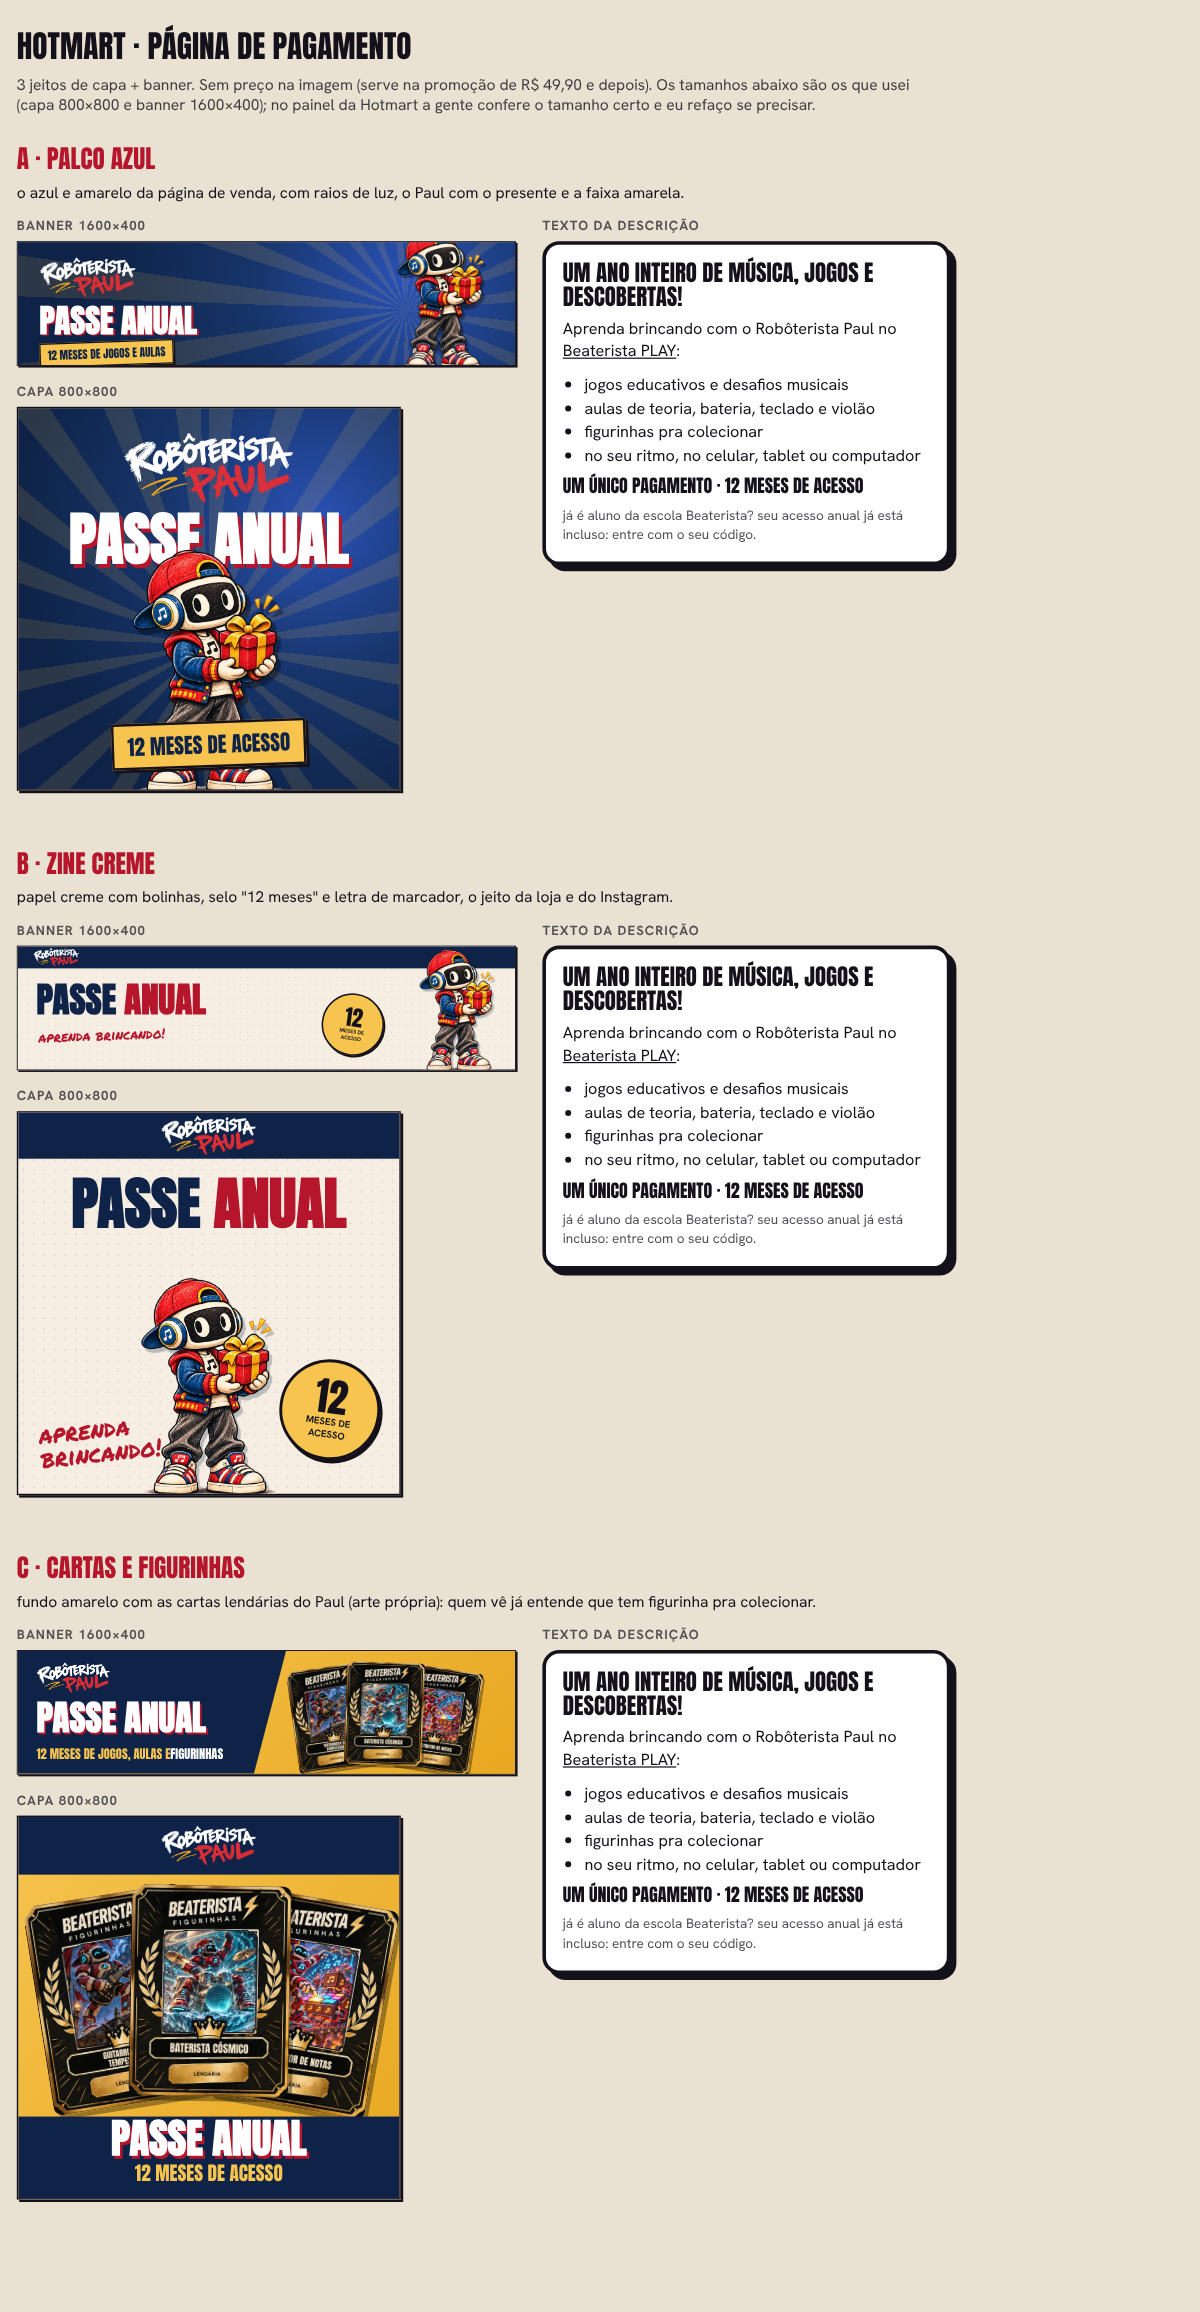 HOTMART · PÁGINA DE PAGAMENTO
3 jeitos de capa + banner. Sem preço na imagem (serve na promoção de R$ 49,90 e depois). Os tamanhos abaixo são os que usei
(capa 800×800 e banner 1600×400); no painel da Hotmart a gente confere o tamanho certo e eu refaço se precisar.
A · PALCO AZUL
o azul e amarelo da página de venda, com raios de luz, o Paul com o presente e a faixa amarela.
BANNER 1600×400
ROBÔTERISTA
PAUL
PASSE ANUAL
12 MESES DE JOGOS E AULAS
CAPA 800×800
ROBÔTERISTA
PAUL
PASSE ANUAL
12 MESES DE ACESSO
TEXTO DA DESCRIÇÃO
UM ANO INTEIRO DE MÚSICA, JOGOS E
DESCOBERTAS!
Aprenda brincando com o Robôterista Paul no
Beaterista PLAY:
• jogos educativos e desafios musicais
• aulas de teoria, bateria, teclado e violão
• figurinhas pra colecionar
• no seu ritmo, no celular, tablet ou computador
UM ÚNICO PAGAMENTO · 12 MESES DE ACESSO
já é aluno da escola Beaterista? seu acesso anual já está
incluso: entre com o seu código.
B · ZINE CREME
papel creme com bolinhas, selo "12 meses" e letra de marcador, o jeito da loja e do Instagram.
BANNER 1600×400
ROBÔTERISTA
PAUL
PASSE ANUAL
APRENDA BRINCANDO!
12
MESES DE
ACESSO
CAPA 800×800
ROBÔTERISTA
PAUL
PASSE ANUAL
APRENDA
BRINCANDO!
12
MESES DE
ACESSO
TEXTO DA DESCRIÇÃO
UM ANO INTEIRO DE MÚSICA, JOGOS E
DESCOBERTAS!
Aprenda brincando com o Robôterista Paul no
Beaterista PLAY:
• jogos educativos e desafios musicais
• aulas de teoria, bateria, teclado e violão
• figurinhas pra colecionar
• no seu ritmo, no celular, tablet ou computador
UM ÚNICO PAGAMENTO · 12 MESES DE ACESSO
já é aluno da escola Beaterista? seu acesso anual já está
incluso: entre com o seu código.
C · CARTAS E FIGURINHAS
fundo amarelo com as cartas lendárias do Paul (arte própria): quem vê já entende que tem figurinha pra colecionar.
BANNER 1600×400
ROBÔTERISTA
PAUL
PASSE ANUAL
12 MESES DE JOGOS, AULAS EFIGURINHAS
BEATERISTA
FIGURINHAS
BATERISTA CÓSMICO
CAPA 800×800
ROBÔTERISTA
PAUL
BEATERISTA
FIGURINHAS
BATERISTA CÓSMICO
LENDÁRIA
OR DE NOTAS
PASSE ANUAL
12 MESES DE ACESSO
TEXTO DA DESCRIÇÃO
UM ANO INTEIRO DE MÚSICA, JOGOS E
DESCOBERTAS!
Aprenda brincando com o Robôterista Paul no
Beaterista PLAY:
• jogos educativos e desafios musicais
• aulas de teoria, bateria, teclado e violão
• figurinhas pra colecionar
• no seu ritmo, no celular, tablet ou computador
UM ÚNICO PAGAMENTO · 12 MESES DE ACESSO
já é aluno da escola Beaterista? seu acesso anual já está
incluso: entre com o seu código.